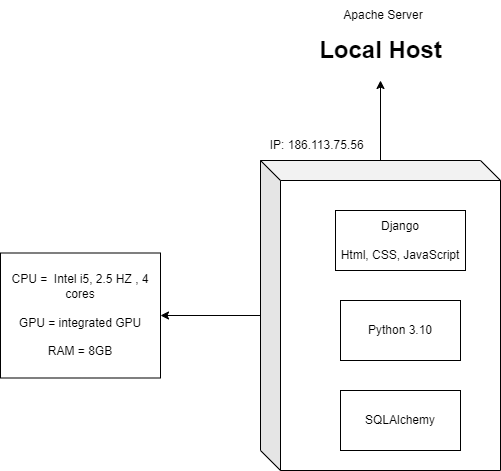 Apache Server
Local Host
IP: 186.113.75.56
Django
Html, CSS, JavaScript
CPU = Intel i5, 2.5 HZ , 4
cores
GPU = integrated GPU
RAM = 8GB
Python 3.10
SQLAlchemy